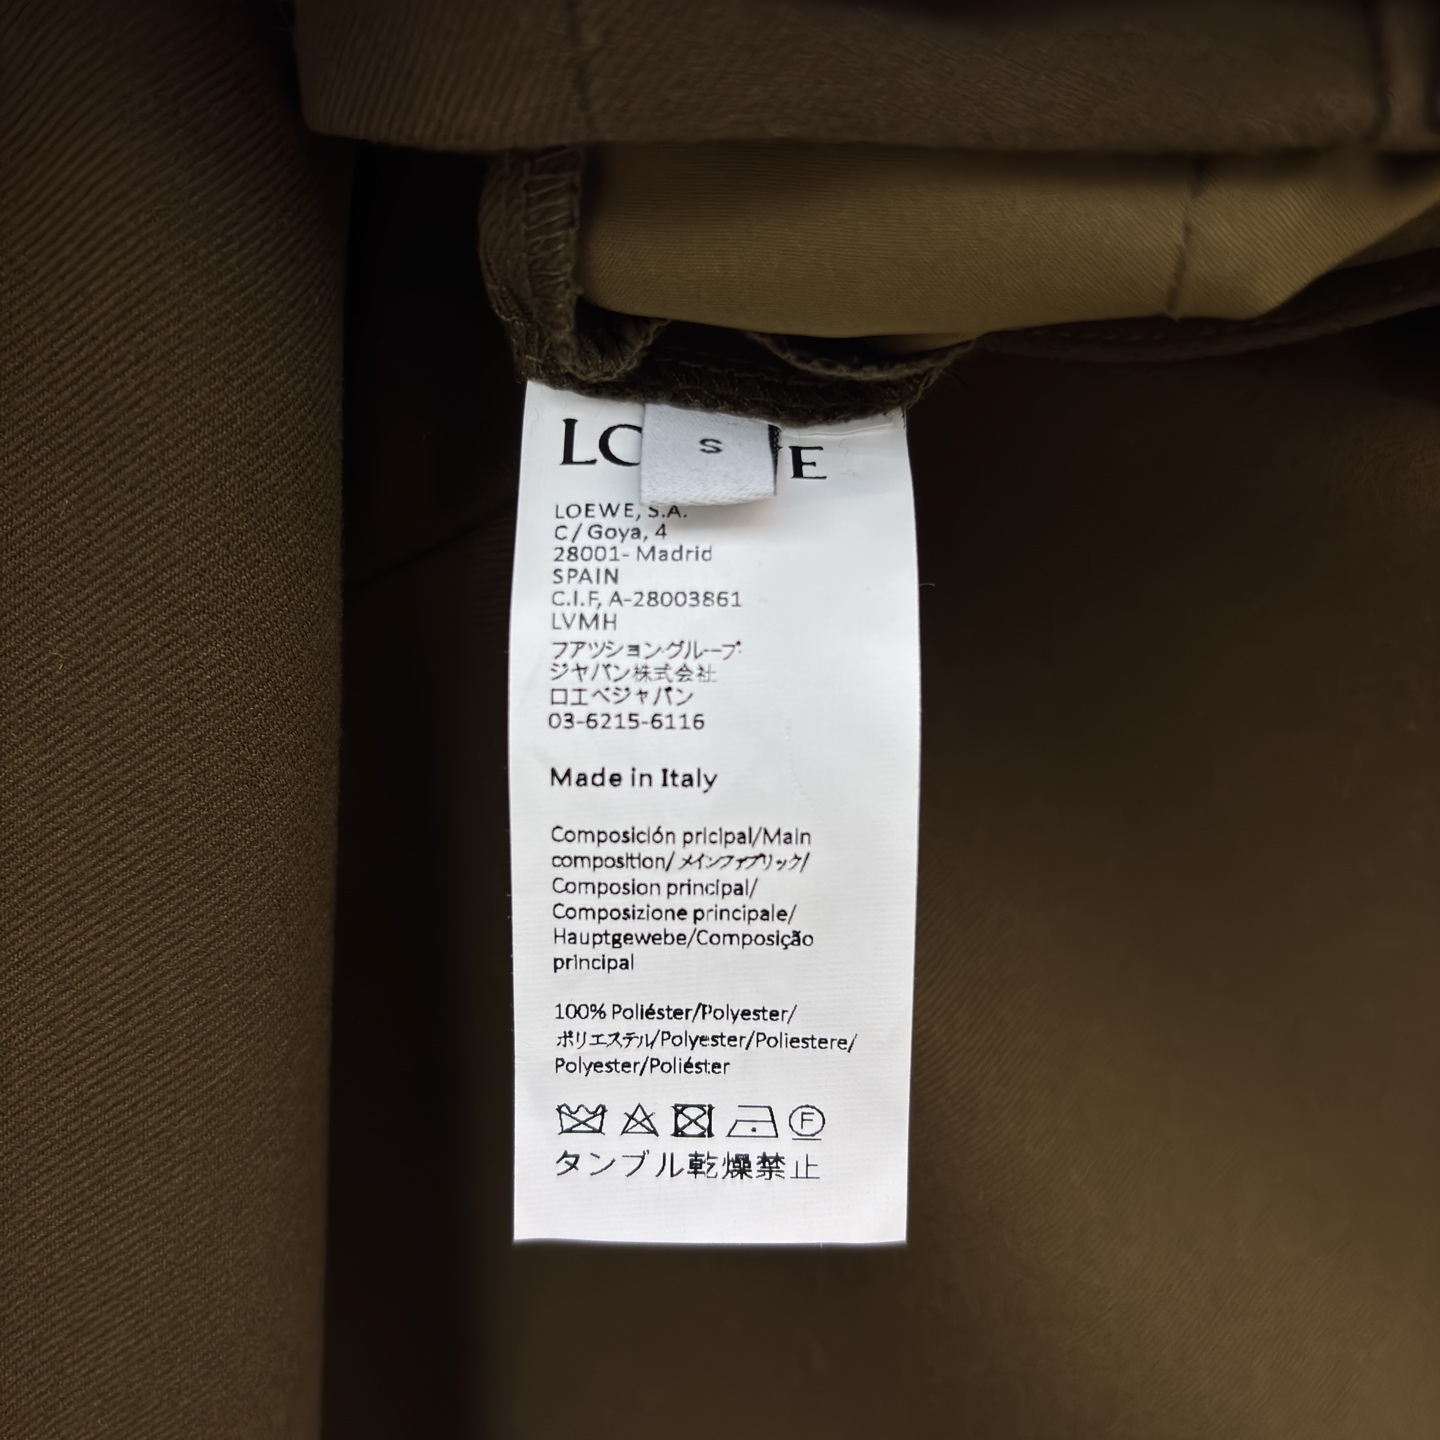 LO E
S
LOEWE, S.A.
C/ Goya, 4
28001- Madrid
SPAIN
C.I.F, A-28003861
LVMH
フアツション・グループ・
ジヤパン株式会社
ロエベジャパン
03-6215-6116
Made in Italy
Composición pricipal/Main
composition/メインファブリック/
Composion principal/
Composizione principale/
Hauptgewebe/Composição
principal
100% Poliéster/Polyester/
ポリエステル/Polyester/Poliestere/
Polyester/Poliéster
F
タンブル乾燥禁止